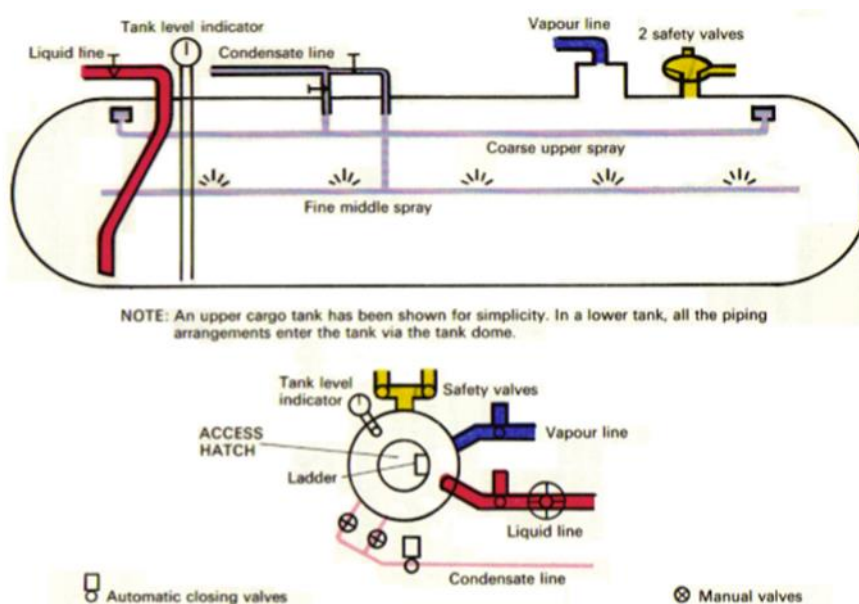 Tank level indicator
Vapour line
2 safety valves
Liquid line
Condensate line
Coarse upper spray
Fine middle spray
NOTE: An upper cargo tank has been shown for simplicity. In a lower tank, all the piping
arrangements enter the tank via the tank dome.
Tank level
indicator
Safety valves
Vapour line
ACCESS
HATCH
Ladder
Liquid line
Condensate line
Automatic closing valves
Manual valves